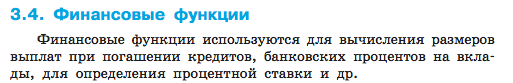 3.4. Финансовые функции
Финансовые функции используются для вычисления размеров
выплат при погашении кредитов, банковских процентов на вкла-
ды, для определения процентной ставки и др.